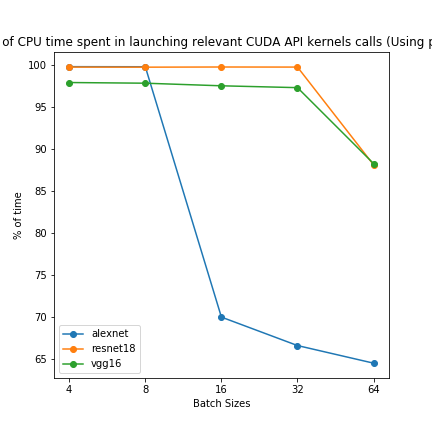 of CPU time spent in launching relevant CUDA API kernels calls (Using
100
95
90
85
80
75
70
65
% of time
alexnet
resnet18
vgg16
4 8 16 32 64
Batch Sizes